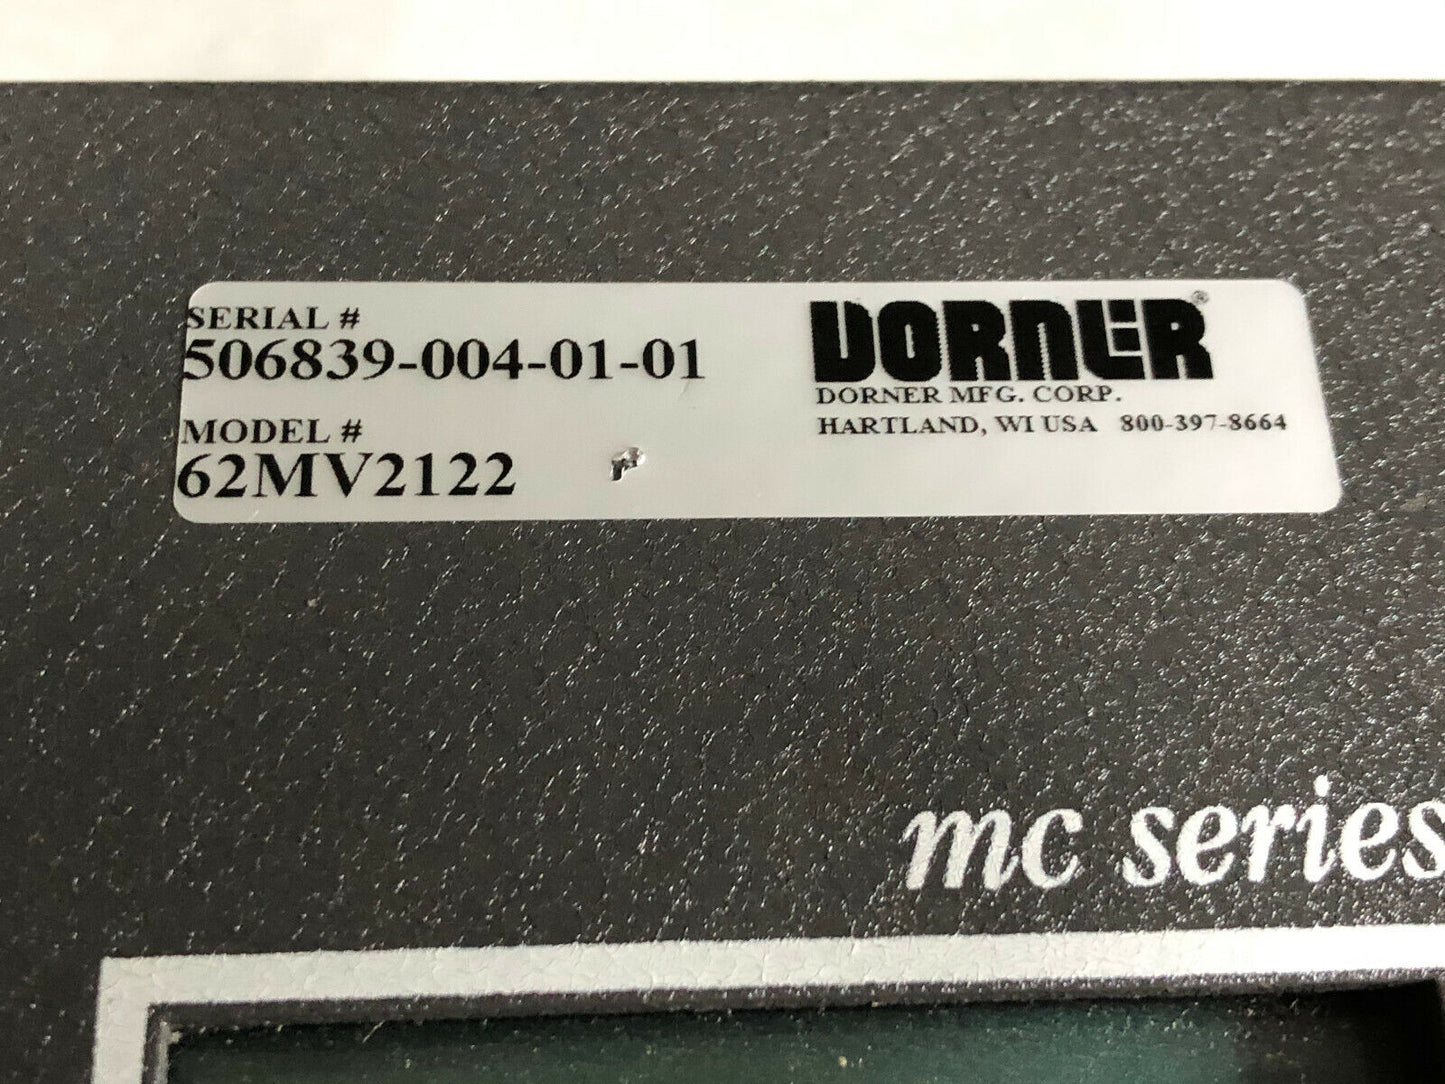 SERIAL #
506839-004-01-01
MODEL #
62MV2122
DORNER®
DORNER MFG. CORP.
HARTLAND, WI USA 800-397-8664
mc series